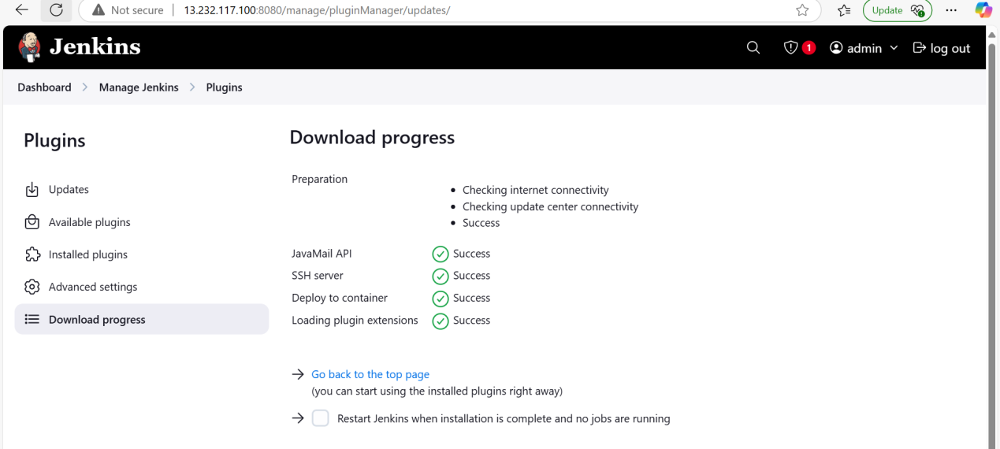 Not secure 13.232.117.100:8080/manage/pluginManager/updates/ Update
Jenkins 1 admin log out
Dashboard Manage Jenkins Plugins
Plugins
Updates
Available plugins
Installed plugins
Advanced settings
Download progress
Download progress
Preparation
Checking internet connectivity
Checking update center connectivity
Success
JavaMail API Success
SSH server Success
Deploy to container Success
Loading plugin extensions Success
Go back to the top page
(you can start using the installed plugins right away)
Restart Jenkins when installation is complete and no jobs are running